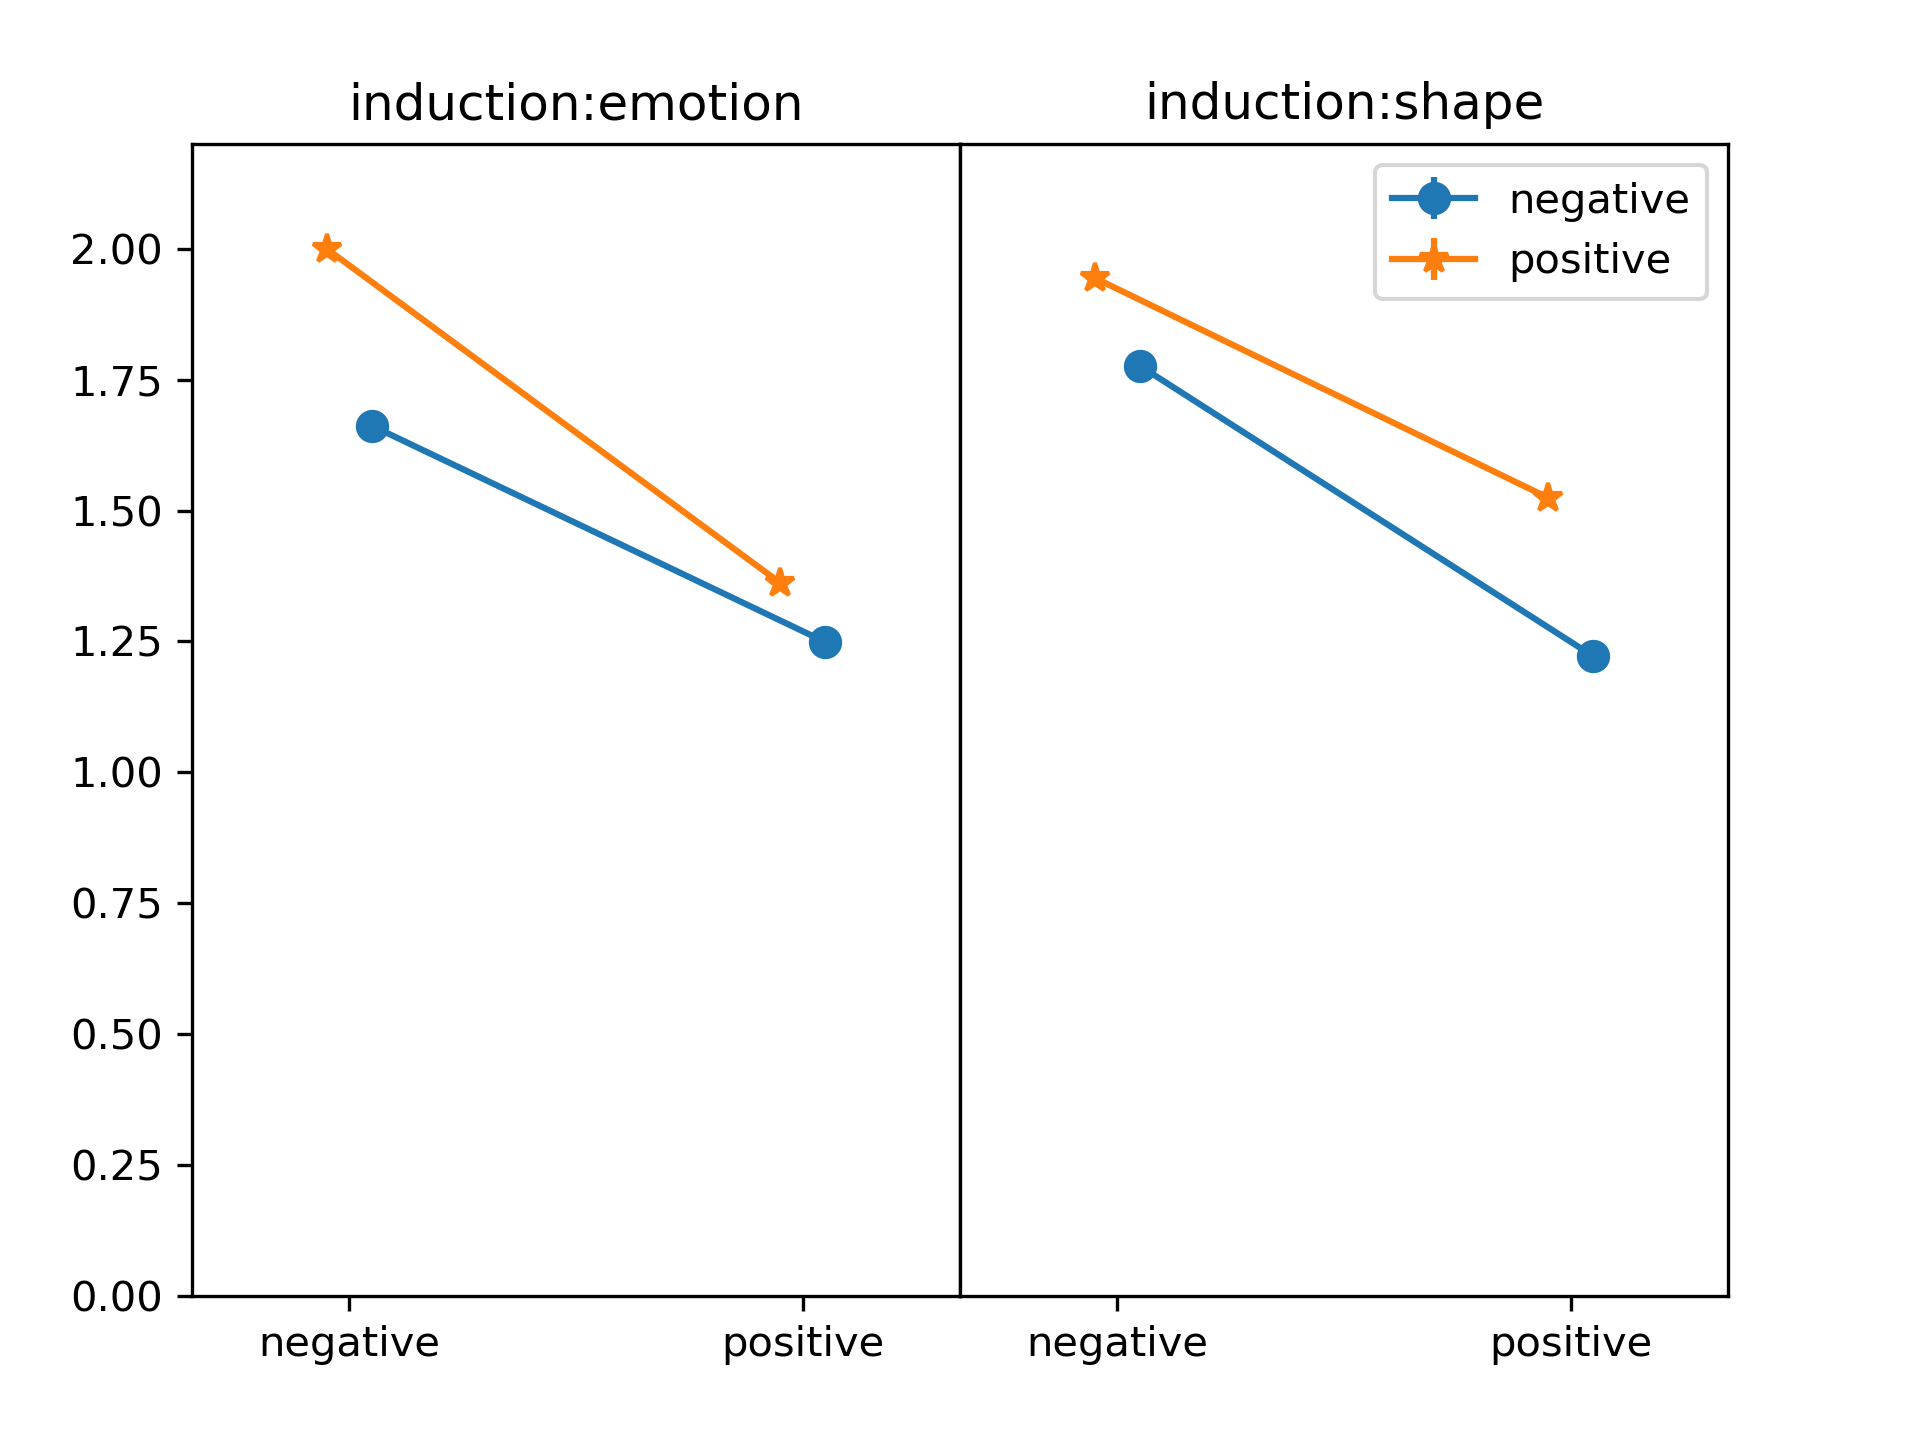 induction:emotion
induction:shape
negative
positive
2.00
1.75
1.50
1.25
1.00
0.75
0.50
0.25
0.00
negative
positive
negative
positive